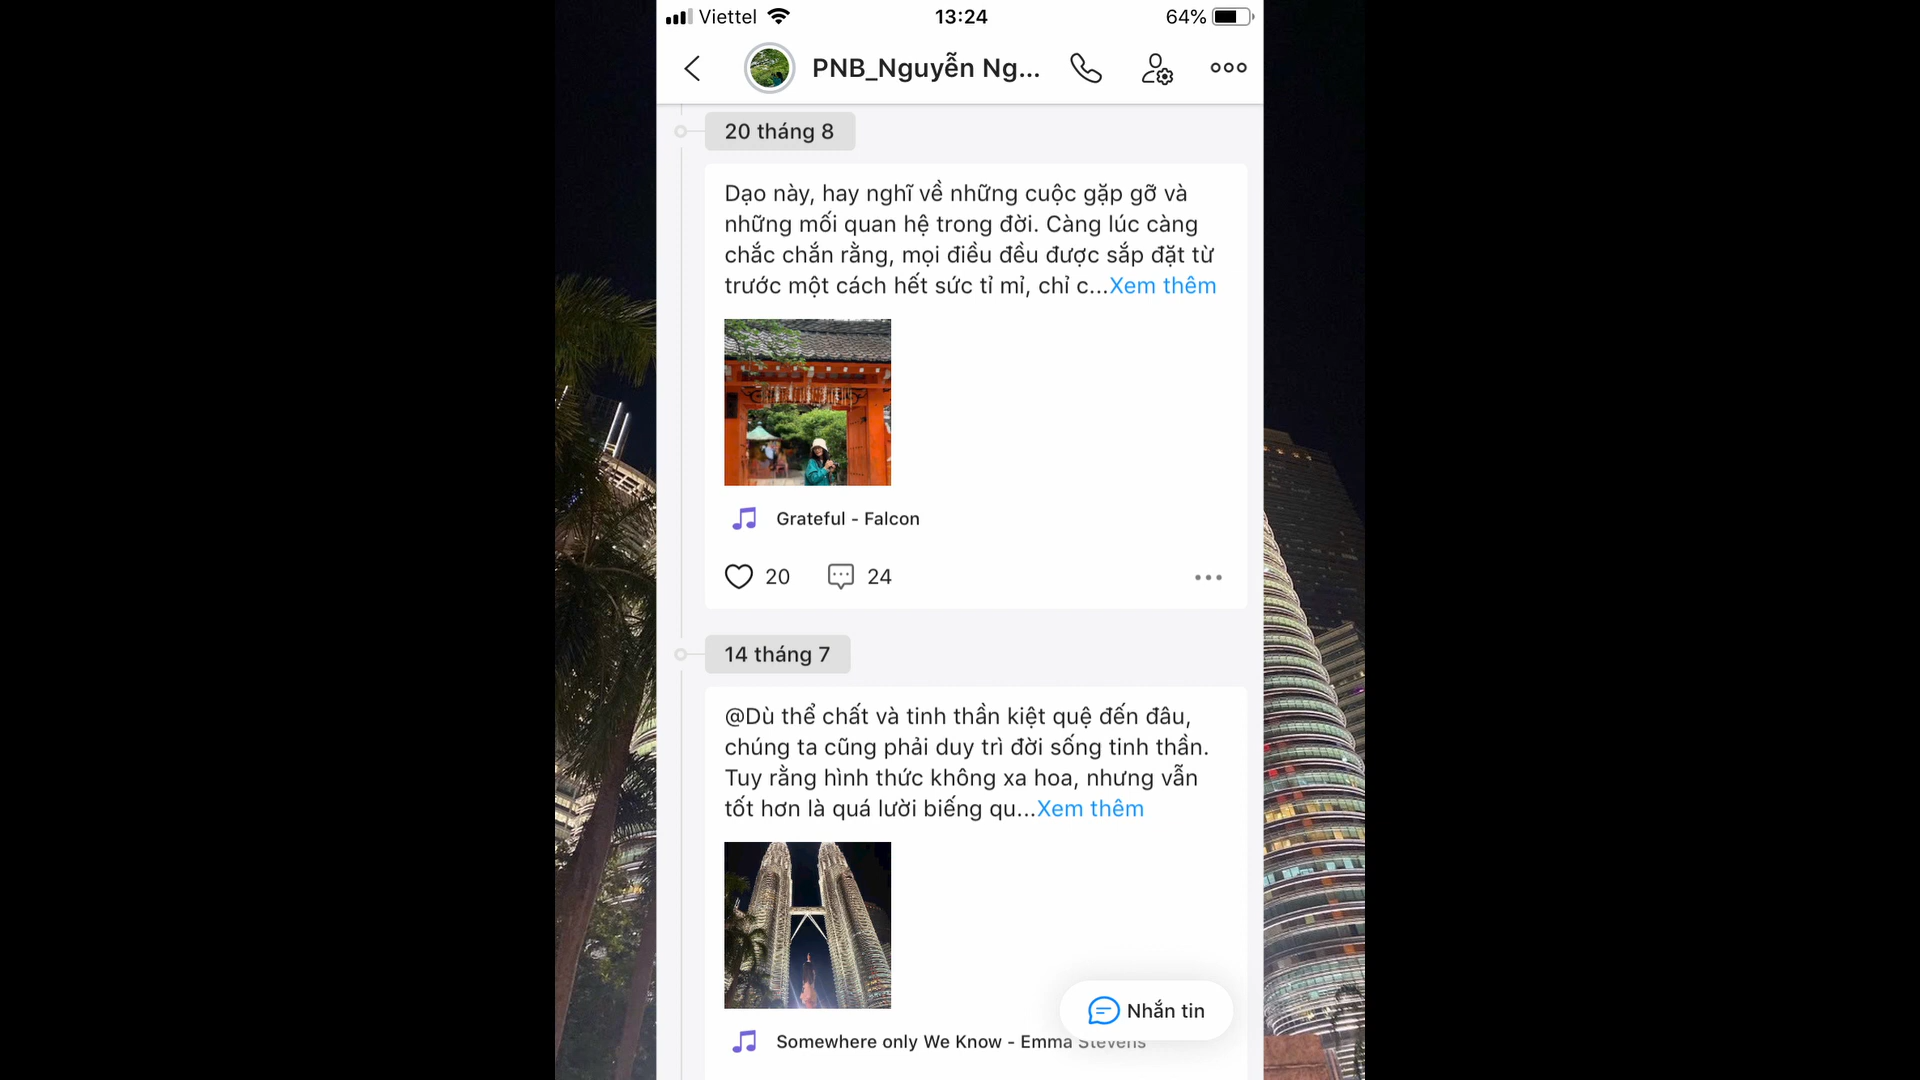 Viettel 13:24 64%
PNB_Nguyễn Ng...
20 tháng 8
Dạo này, hay nghĩ về những cuộc gặp gỡ và
những mối quan hệ trong đời. Càng lúc càng
chắc chắn rằng, mọi điều đều được sắp đặt từ
trước một cách hết sức tỉ mỉ, chỉ c...Xem thêm
Grateful - Falcon
20 24
14 tháng 7
@Dù thể chất và tinh thần kiệt quệ đến đâu,
chúng ta cũng phải duy trì đời sống tinh thần.
Tuy rằng hình thức không xa hoa, nhưng vẫn
tốt hơn là quá lười biếng qu...Xem thêm
Nhắn tin
Somewhere only We Know - Emma Stevens